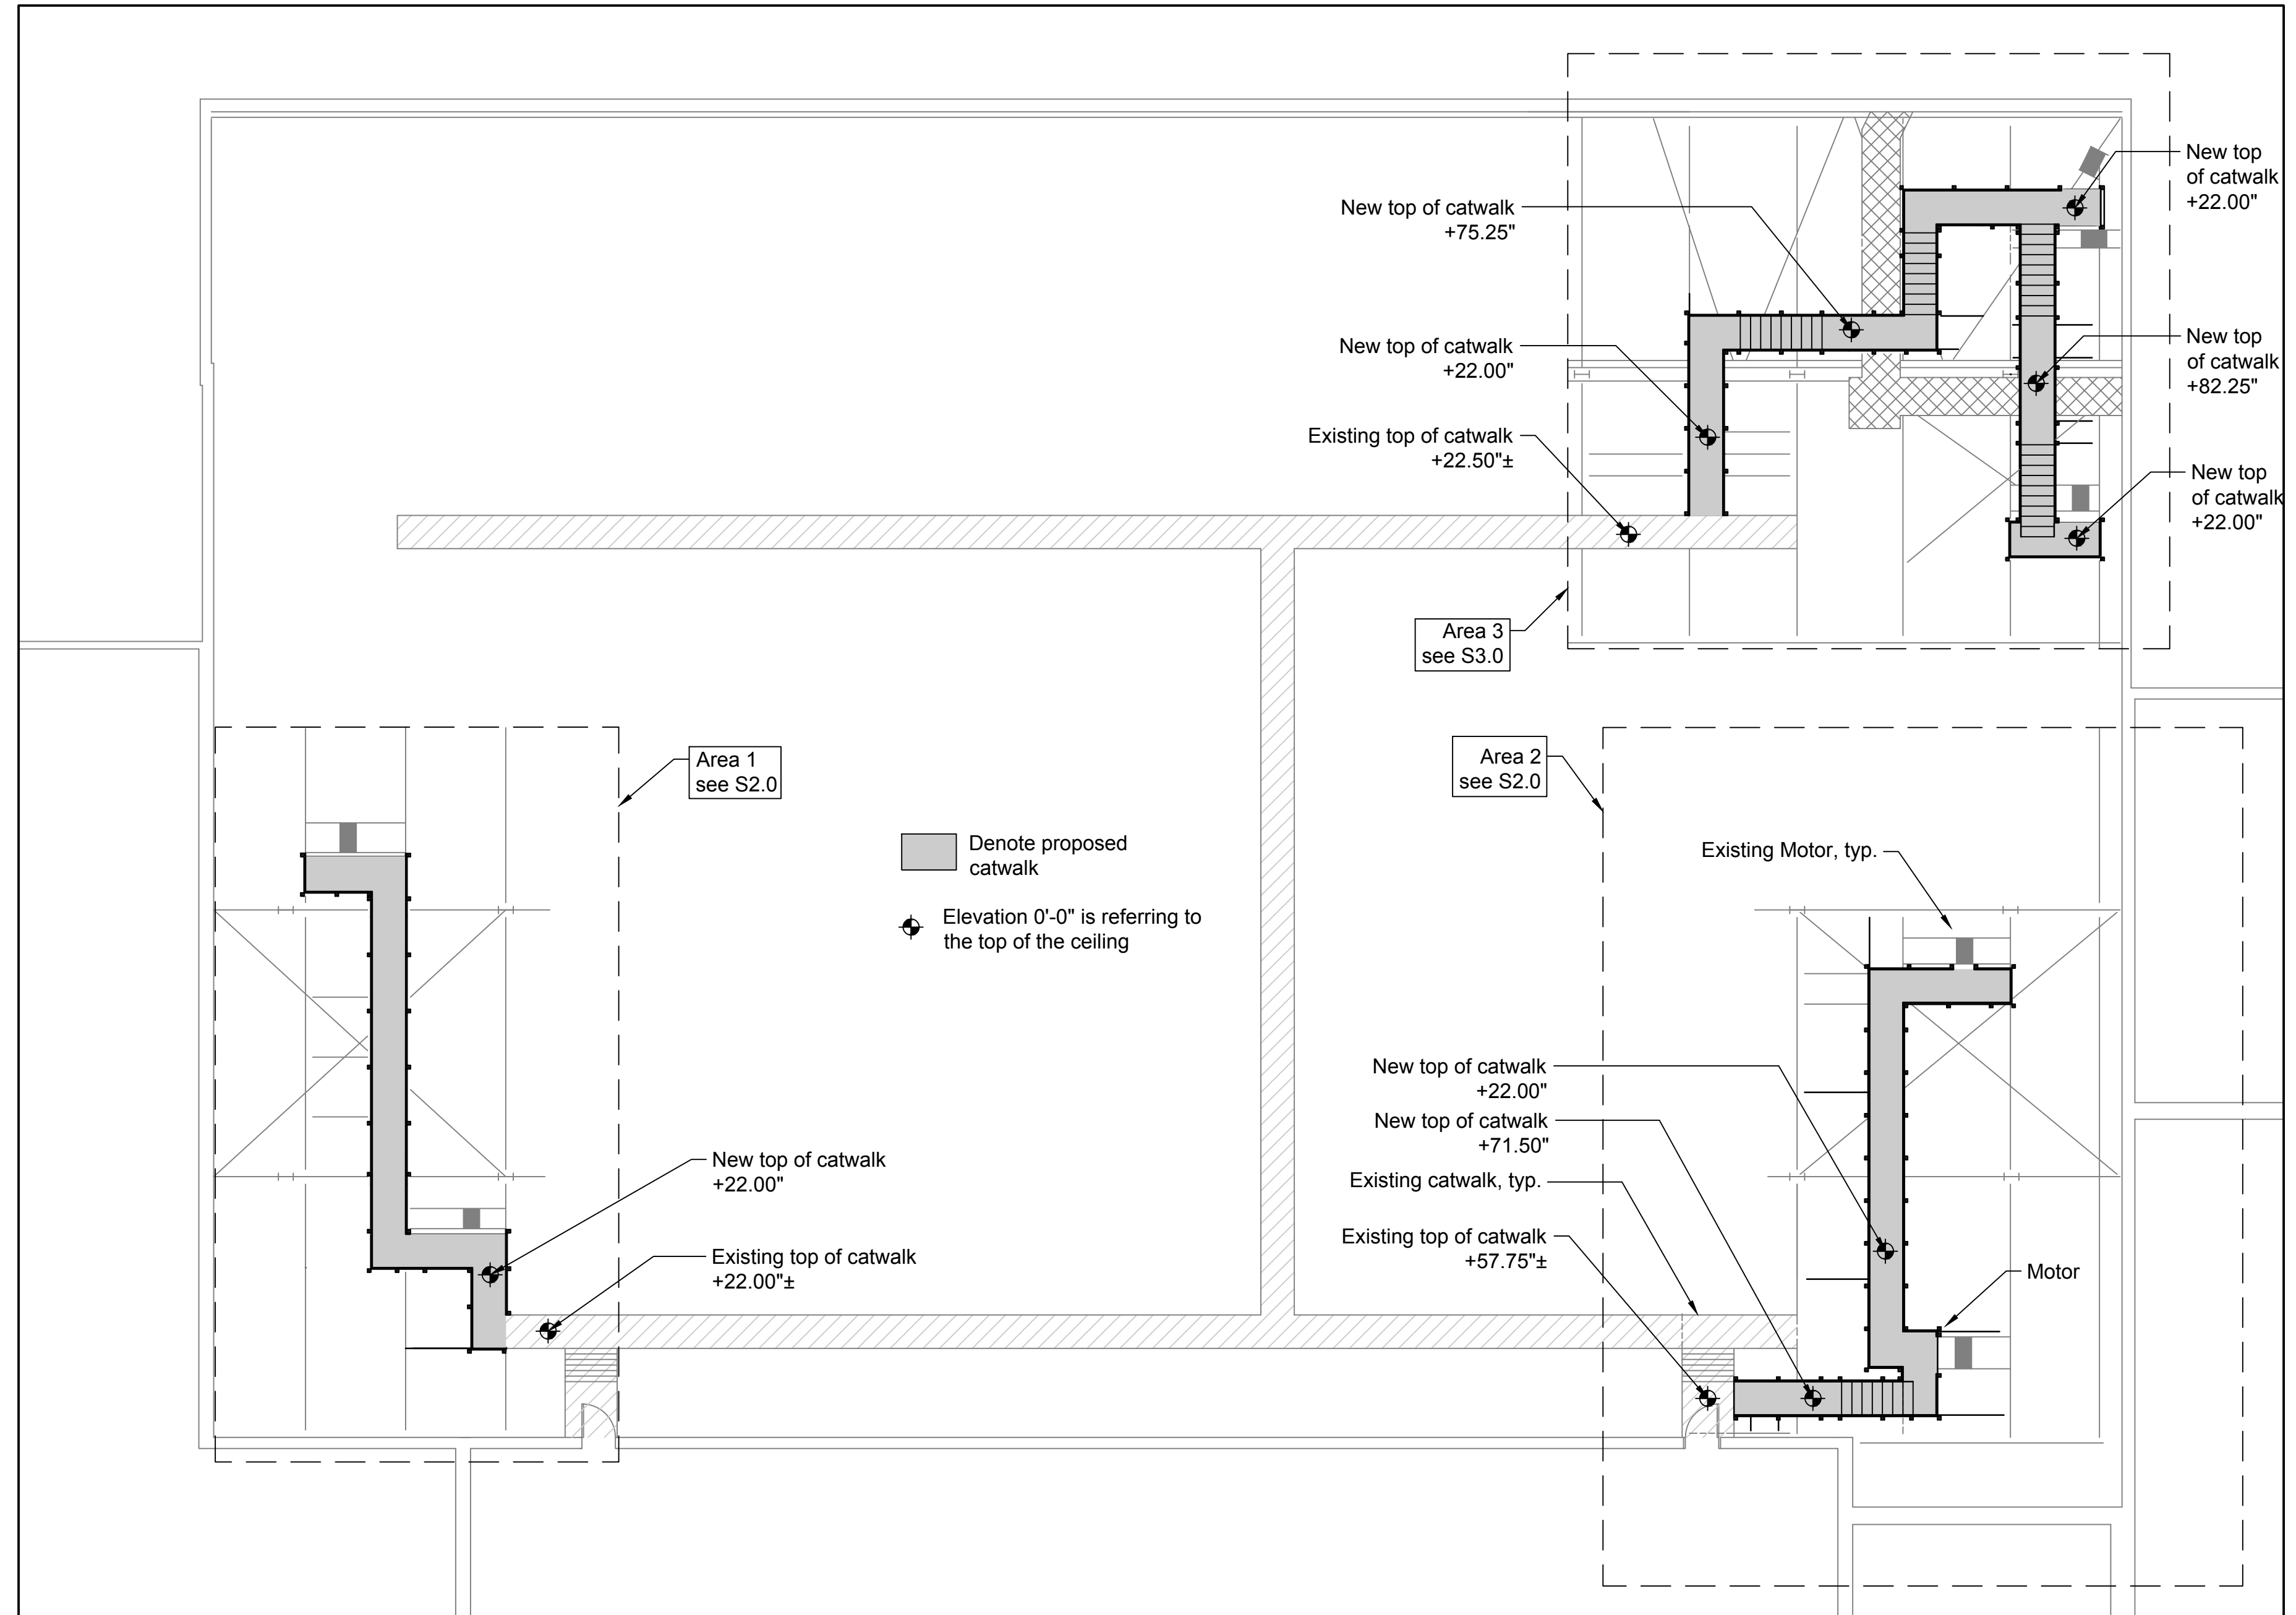 New top
of catwalk
+22.00"
New top of catwalk
+75.25"
New top of catwalk
+22.00"
New top
of catwalk
+82.25"
Existing top of catwalk
+22.50"±
New top
of catwalk
+22.00"
Area 3
see S3.0
Area 1
see S2.0
Area 2
see S2.0
Denote proposed
catwalk
Existing Motor, typ.
Elevation 0'-0" is referring to
the top of the ceiling
New top of catwalk
+22.00"
New top of catwalk
+71.50"
New top of catwalk
+22.00"
Existing catwalk, typ.
Existing top of catwalk
+57.75"±
Existing top of catwalk
+22.00"±
Motor